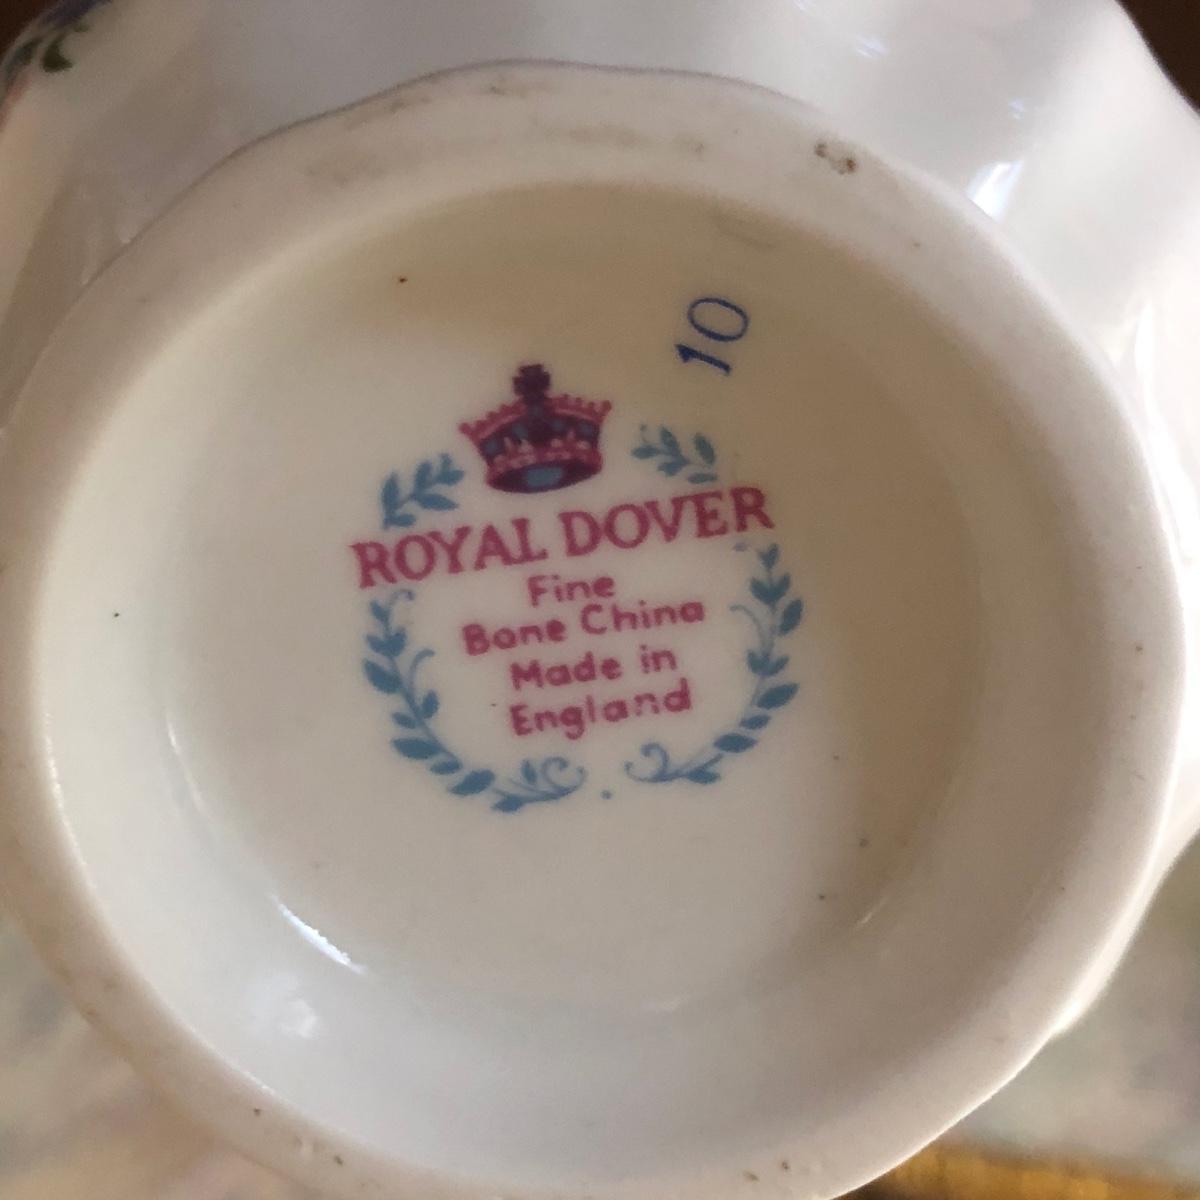 10
ROYAL DOVER
Fine
Bone China
Made in
England